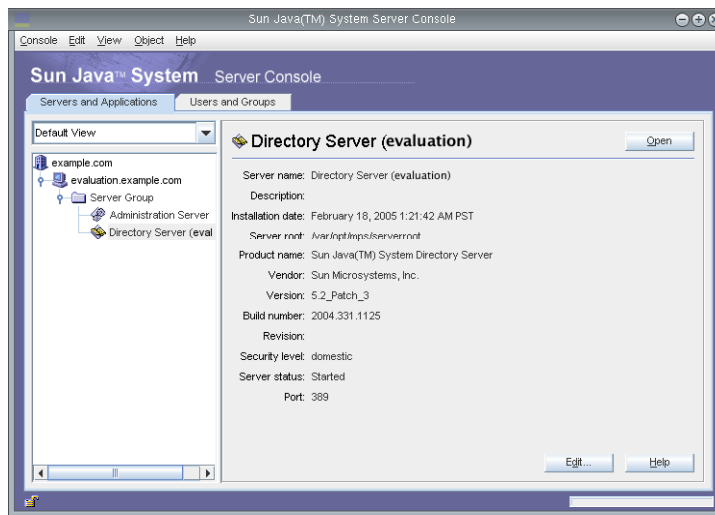 Sun Java(TM) System Server Console
Console Edit View Object Help
Sun Java™ System Server Console
Servers and Applications Users and Groups
Default View
example.com
evaluation.example.com
Server Group
Administration Server
Directory Server (eval
Directory Server (evaluation)
Open
Server name: Directory Server (evaluation)
Description:
Installation date: February 18, 2005 1:21:42 AM PST
Server root: /var/opt/mps/serverroot
Product name: Sun Java(TM) System Directory Server
Vendor: Sun Microsystems, Inc.
Version: 5.2_Patch_3
Build number: 2004.331.1125
Revision:
Security level: domestic
Server status: Started
Port: 389
Edit... Help